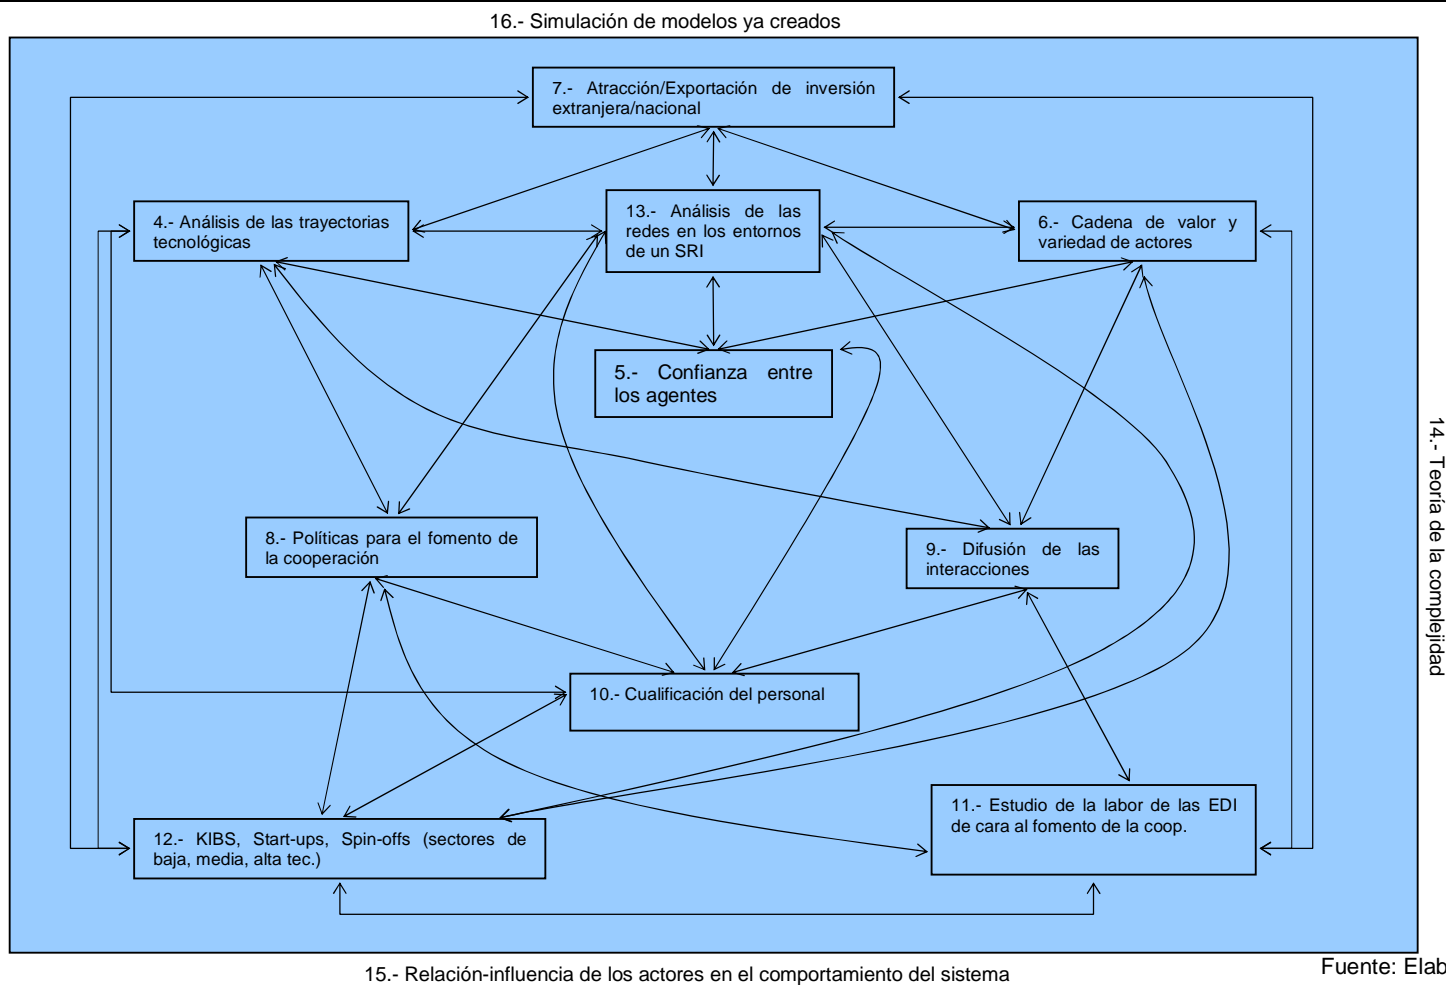 16.- Simulación de modelos ya creados
7.- Atracción/Exportación de inversión
extranjera/nacional
4.- Análisis de las trayectorias
tecnológicas
13.- Análisis de las
redes en los entornos
de un SRI
6.- Cadena de valor y
variedad de actores
5.- Confianza entre
los agentes
14.- Teoría de la complejidad
8.- Políticas para el fomento de
la cooperación
9.- Difusión de las
interacciones
10.- Cualificación del personal
12.- KIBS, Start-ups, Spin-offs (sectores de
baja, media, alta tec.)
11.- Estudio de la labor de las EDI
de cara al fomento de la coop.
15.- Relación-influencia de los actores en el comportamiento del sistema
Fuente: Elab